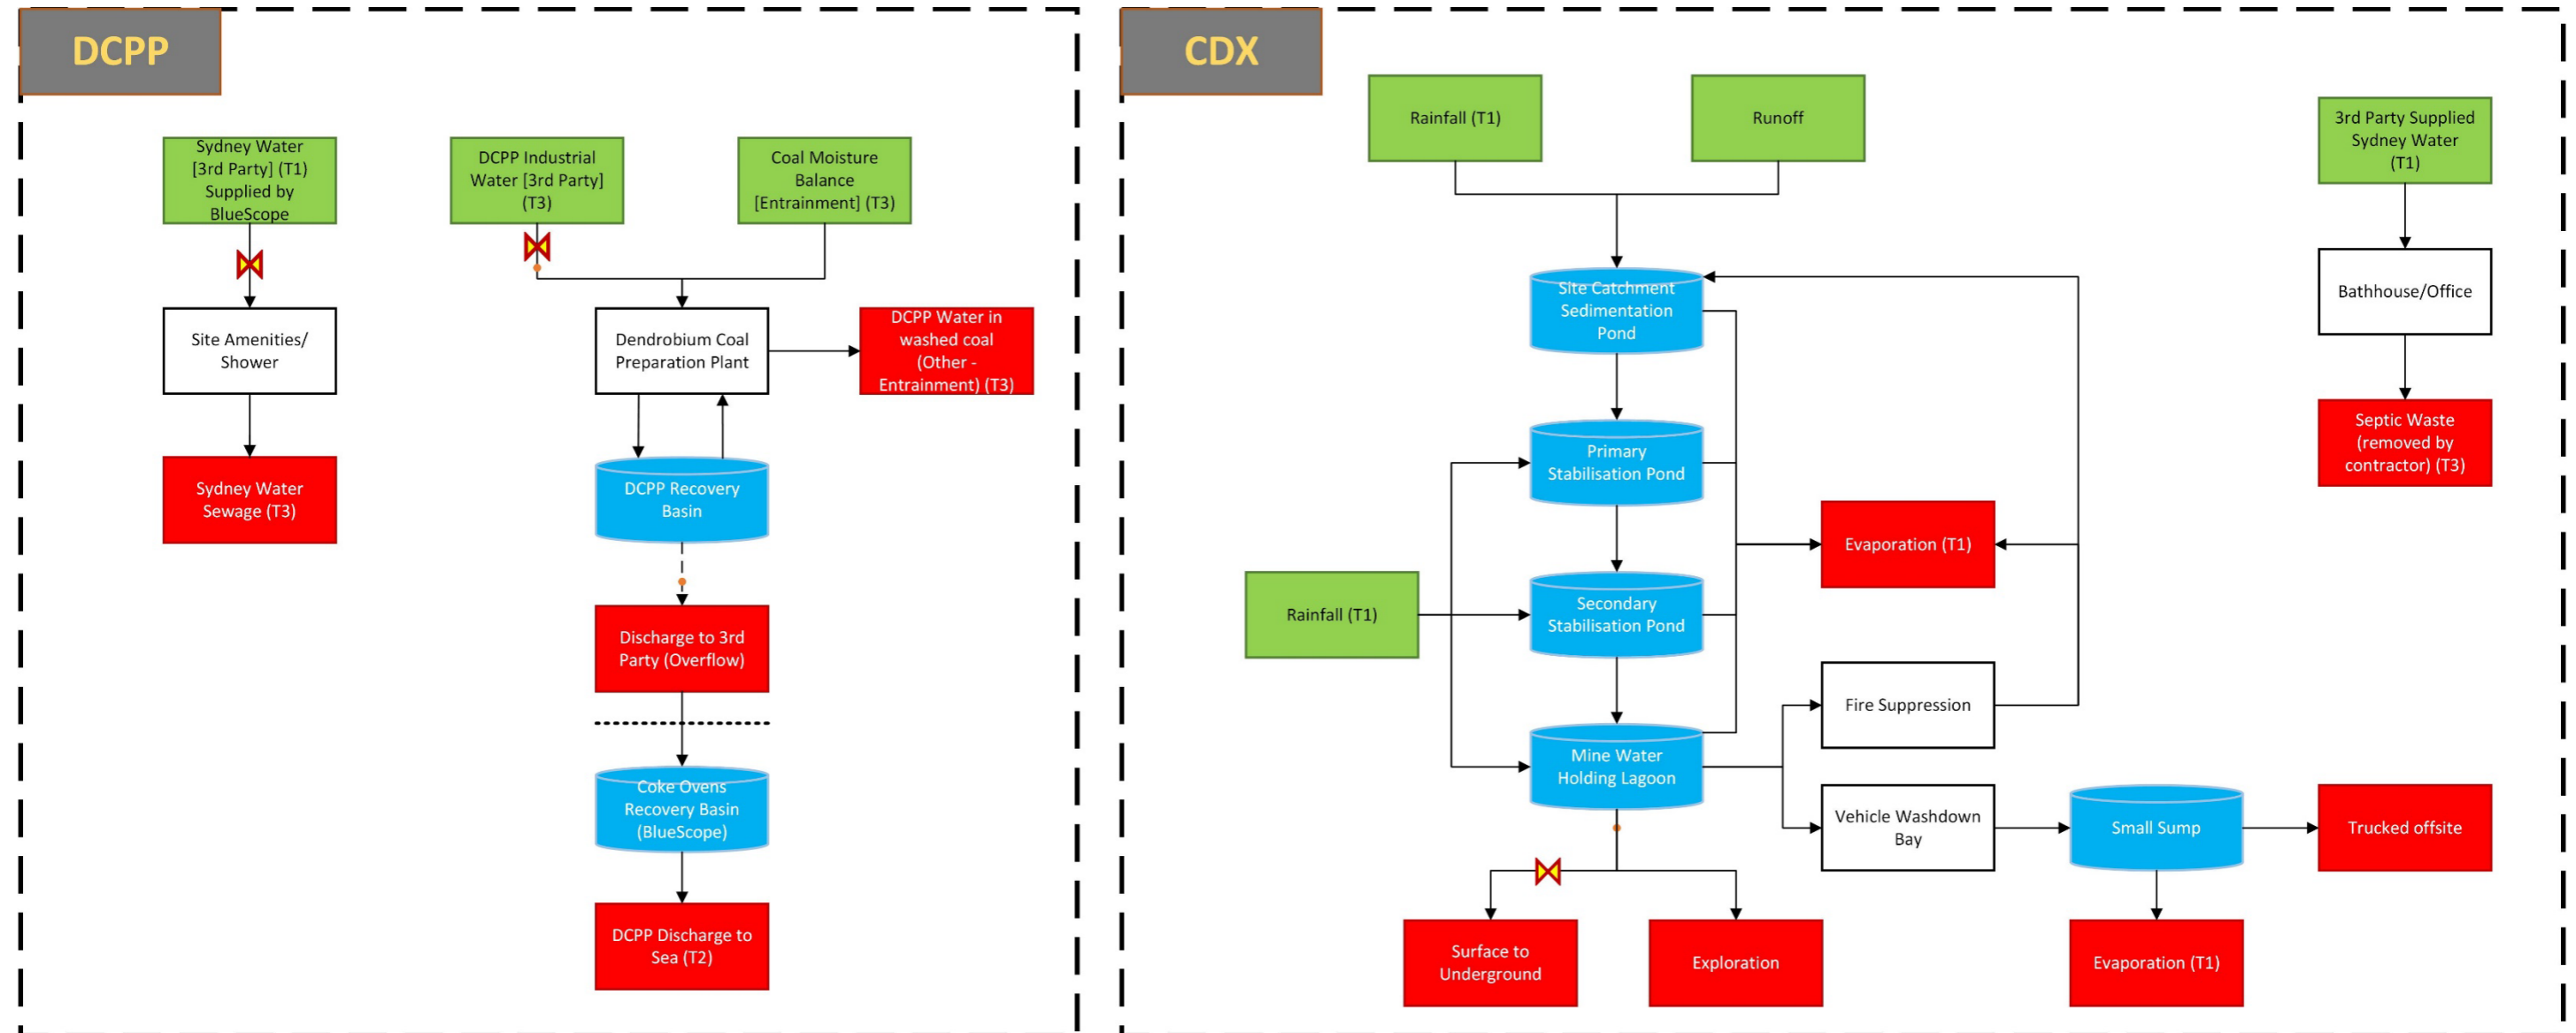 DCPP
Sydney Water
[3rd Party] (T1)
Supplied by
BlueScope
DCPP Industrial
Water [3rd Party]
(T3)
Coal Moisture
Balance
[Entrainment] (T3)
Site Amenities/
Shower
Dendrobium Coal
Preparation Plant
DCPP Water in
washed coal
(Other -
Entrainment) (T3)
Sydney Water
Sewage (T3)
DCPP Recovery
Basin
Discharge to 3rd
Party (Overflow)
Coke Ovens
Recovery Basin
(BlueScope)
DCPP Discharge to
Sea (T2)
CDX
Rainfall (T1)
Runoff
3rd Party Supplied
Sydney Water
(T1)
Site Catchment
Sedimentation
Pond
Bathhouse/Office
Primary
Stabilisation Pond
Septic Waste
(removed by
contractor) (T3)
Evaporation (T1)
Rainfall (T1)
Secondary
Stabilisation Pond
Fire Suppression
Mine Water
Holding Lagoon
Vehicle Washdown
Bay
Small Sump
Trucked offsite
Surface to
Underground
Exploration
Evaporation (T1)